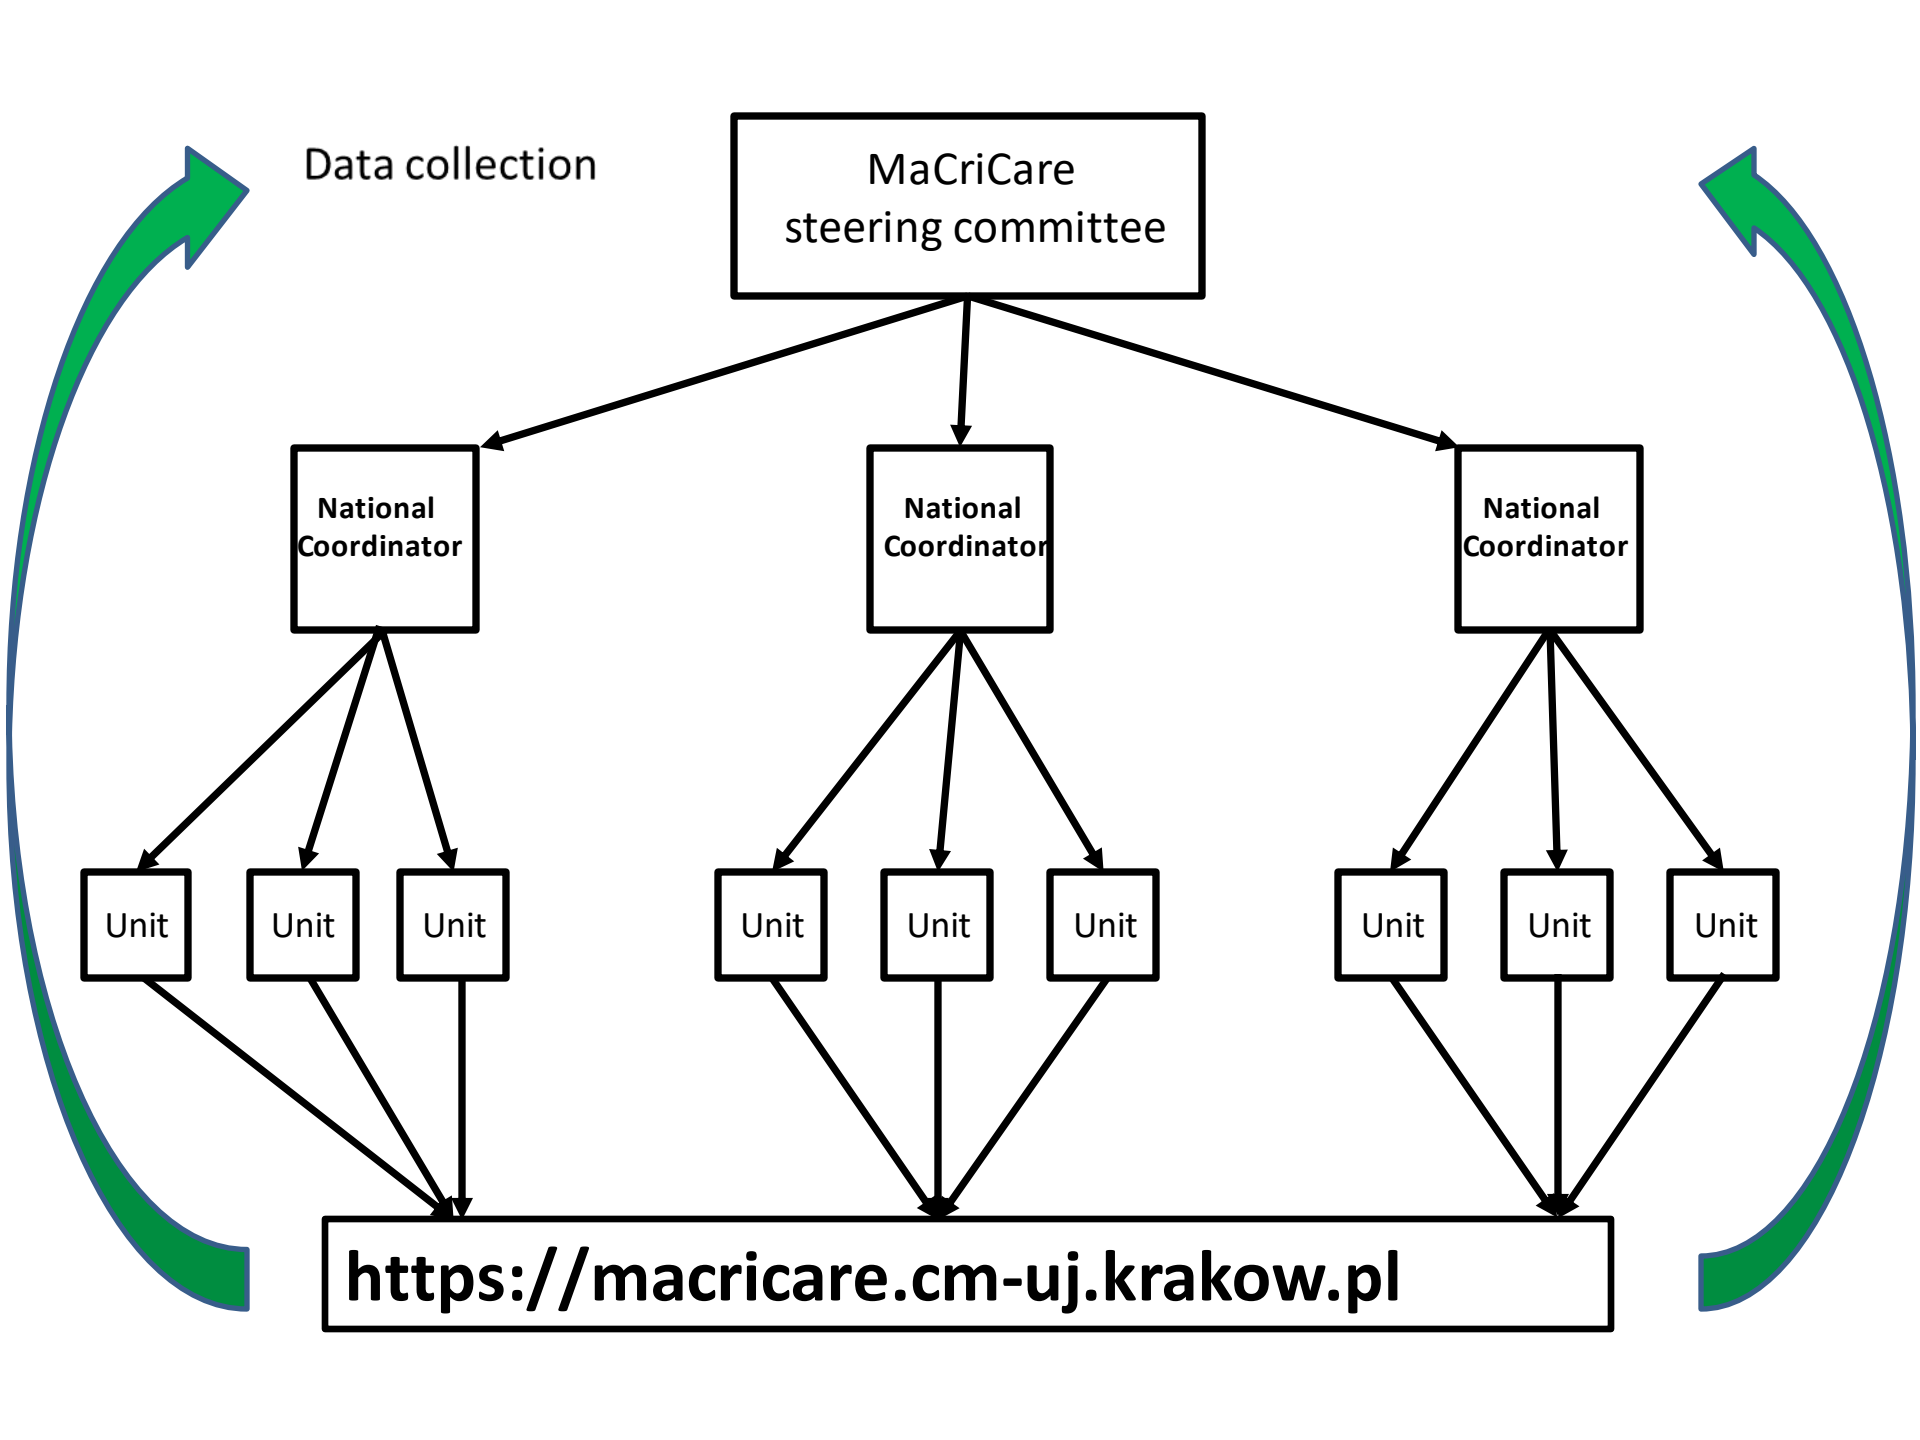 Data collection
MaCriCare
steering committee
National
Coordinator
National
Coordinator
National
Coordinator
Unit
Unit
Unit
Unit
Unit
Unit
Unit
Unit
Unit
https://macricare.cm-uj.krakow.pl